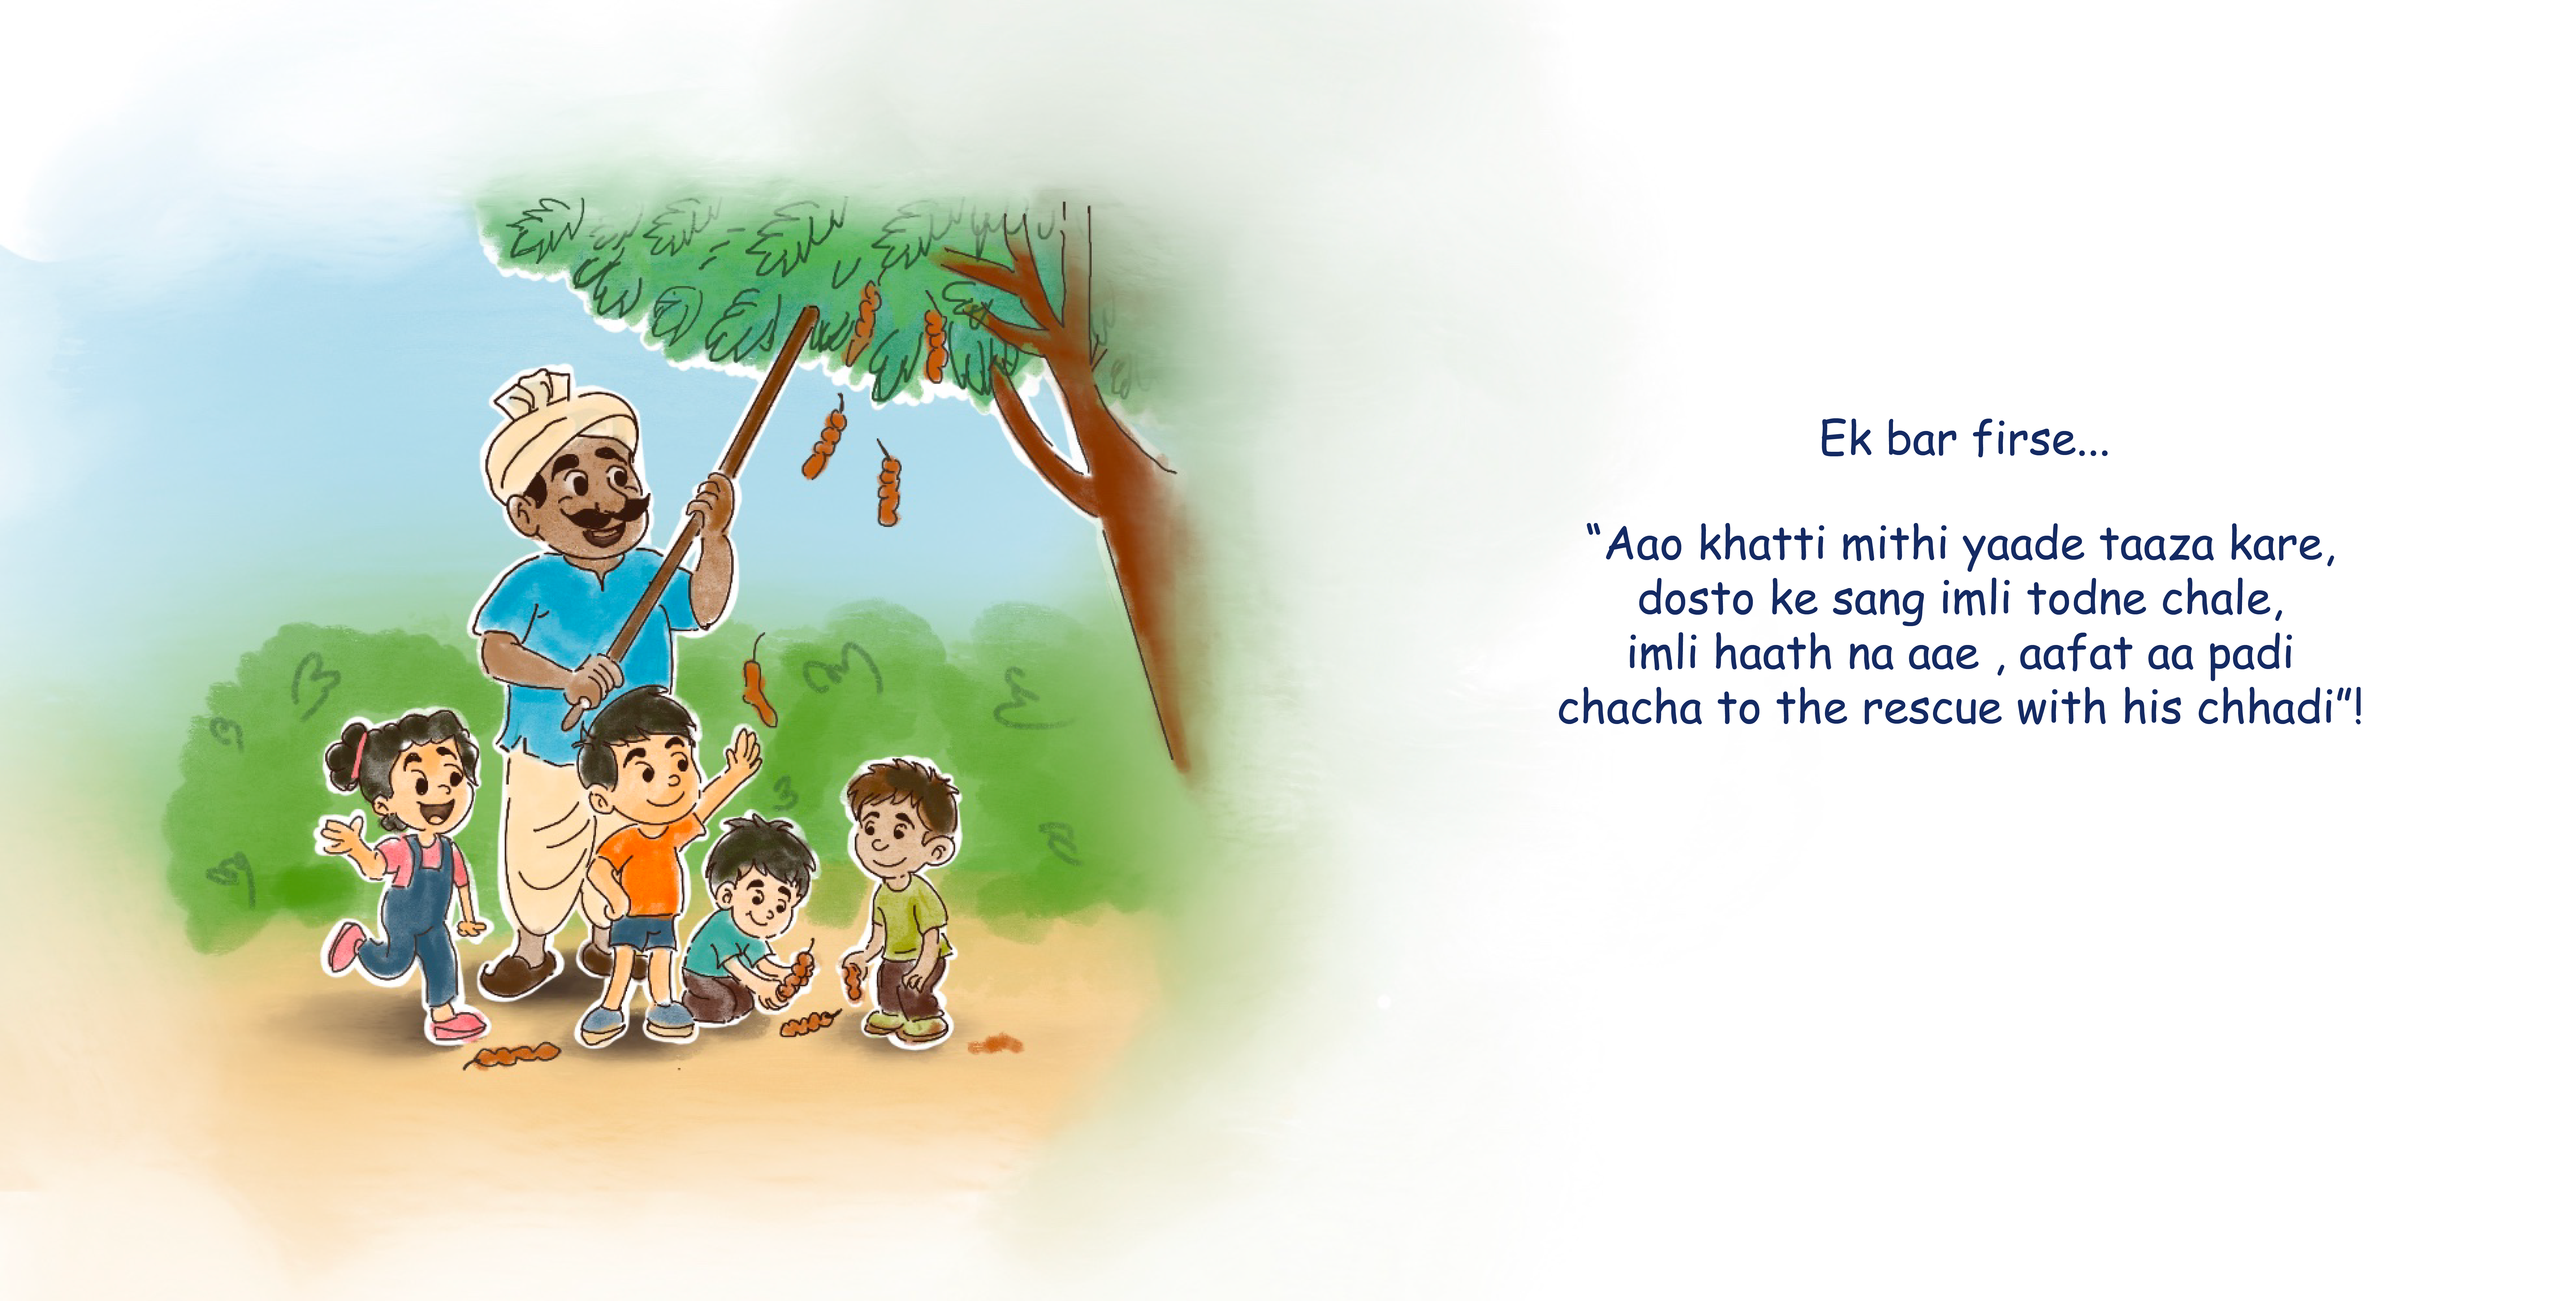 Ek bar firse...
“Aao khatti mithi yaade taaza kare,
dosto ke sang imli todne chale,
imli haath na aae , aafat aa padi
chacha to the rescue with his chhadi”!